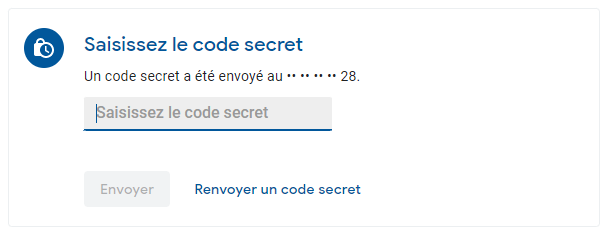 Saisissez le code secret
Un code secret a été envoyé au •• •• •• •• 28.
Saisissez le code secret
Envoyer Renvoyer un code secret